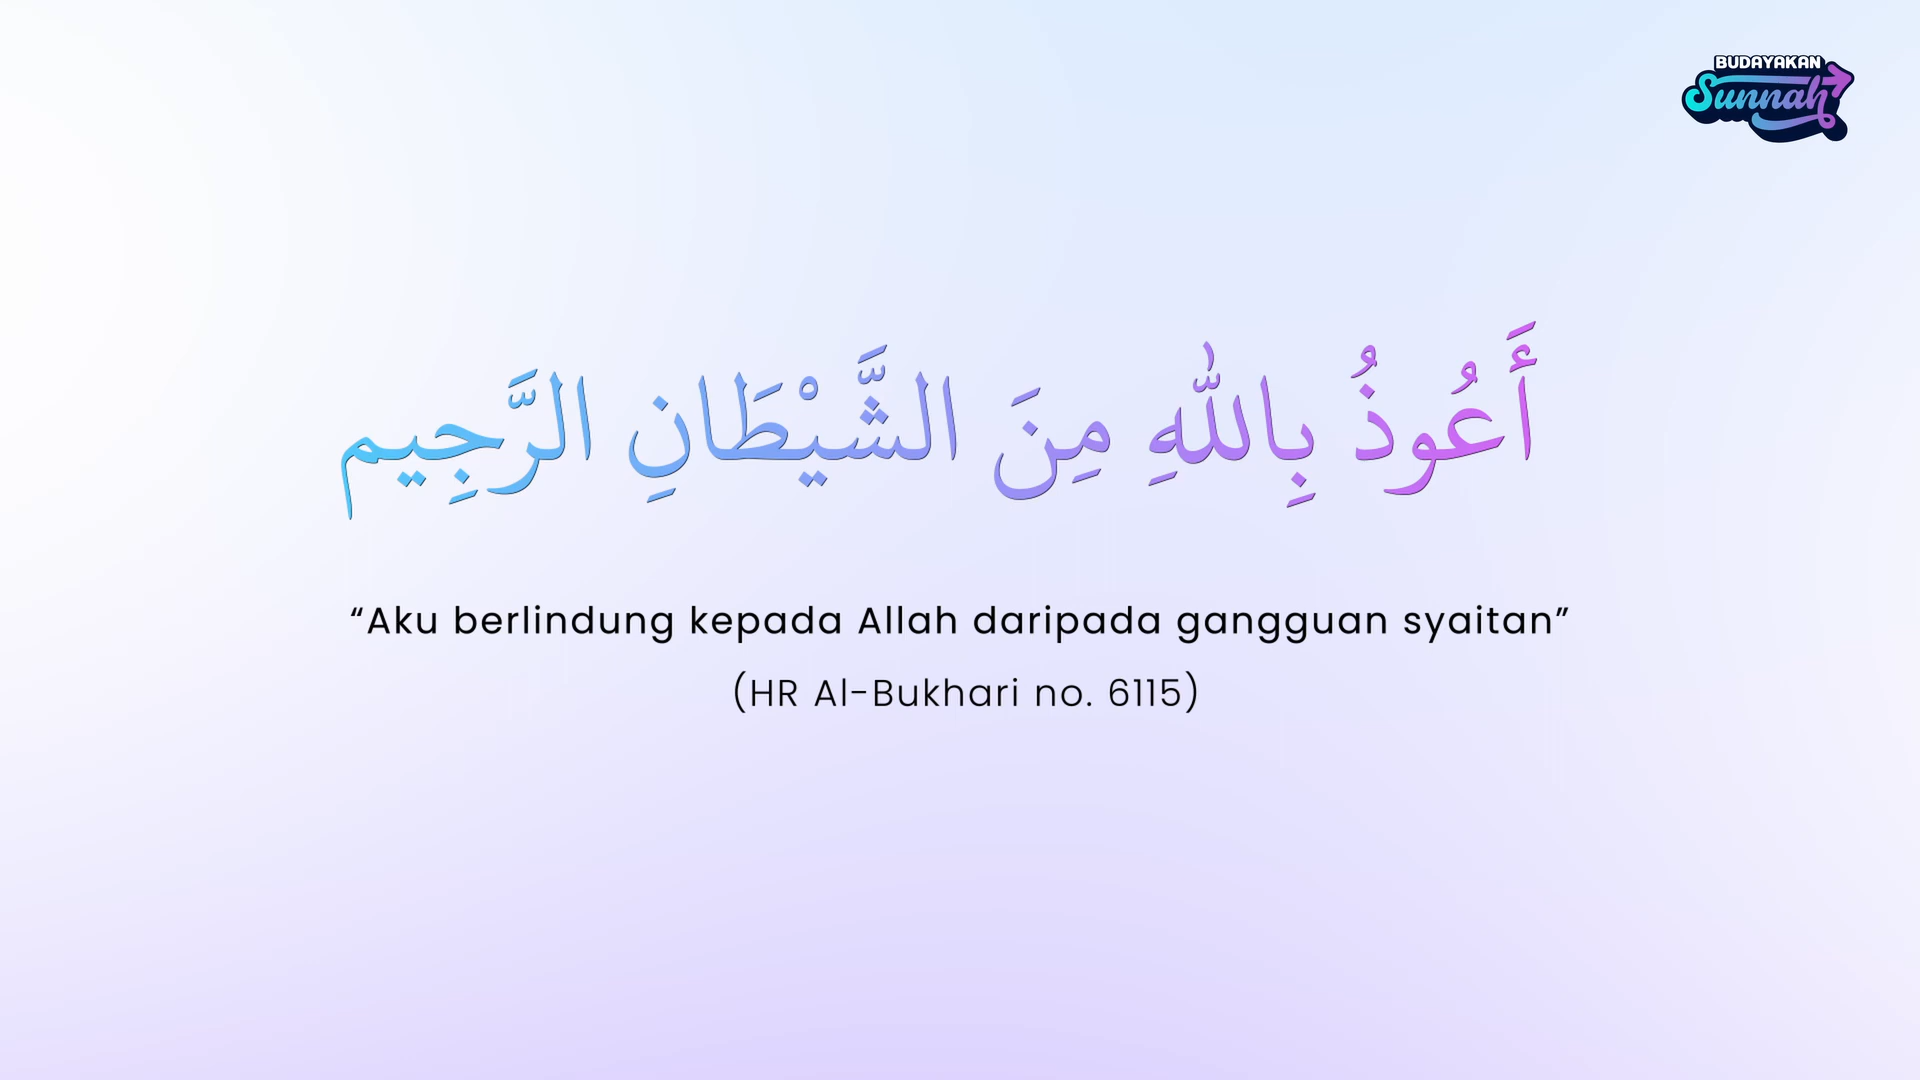 BUDAYAKAN
Sunnah
أَعُوذُ بِاللّٰهِ مِنَ الشَّيْطَانِ الرَّجِيم
“Aku berlindung kepada Allah daripada gangguan syaitan”
(HR Al-Bukhari no. 6115)